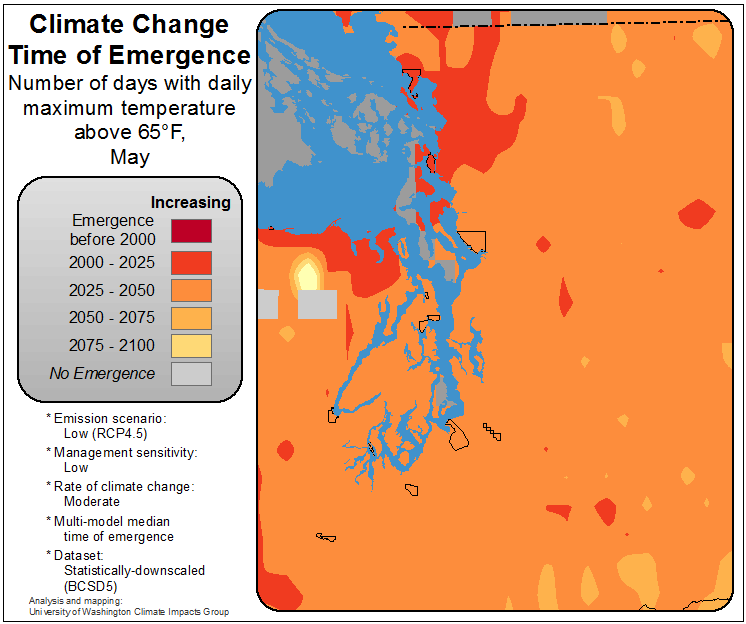 Climate Change
Time of Emergence
Number of days with daily
maximum temperature
above 65°F,
May
Increasing
Emergence
before 2000
2000 - 2025
2025 - 2050
2050 - 2075
2075 - 2100
No Emergence
* Emission scenario:
Low (RCP4.5)
* Management sensitivity:
Low
* Rate of climate change:
Moderate
* Multi-model median
time of emergence
* Dataset:
Statistically-downscaled
(BCSD5)
Analysis and mapping:
University of Washington Climate Impacts Group